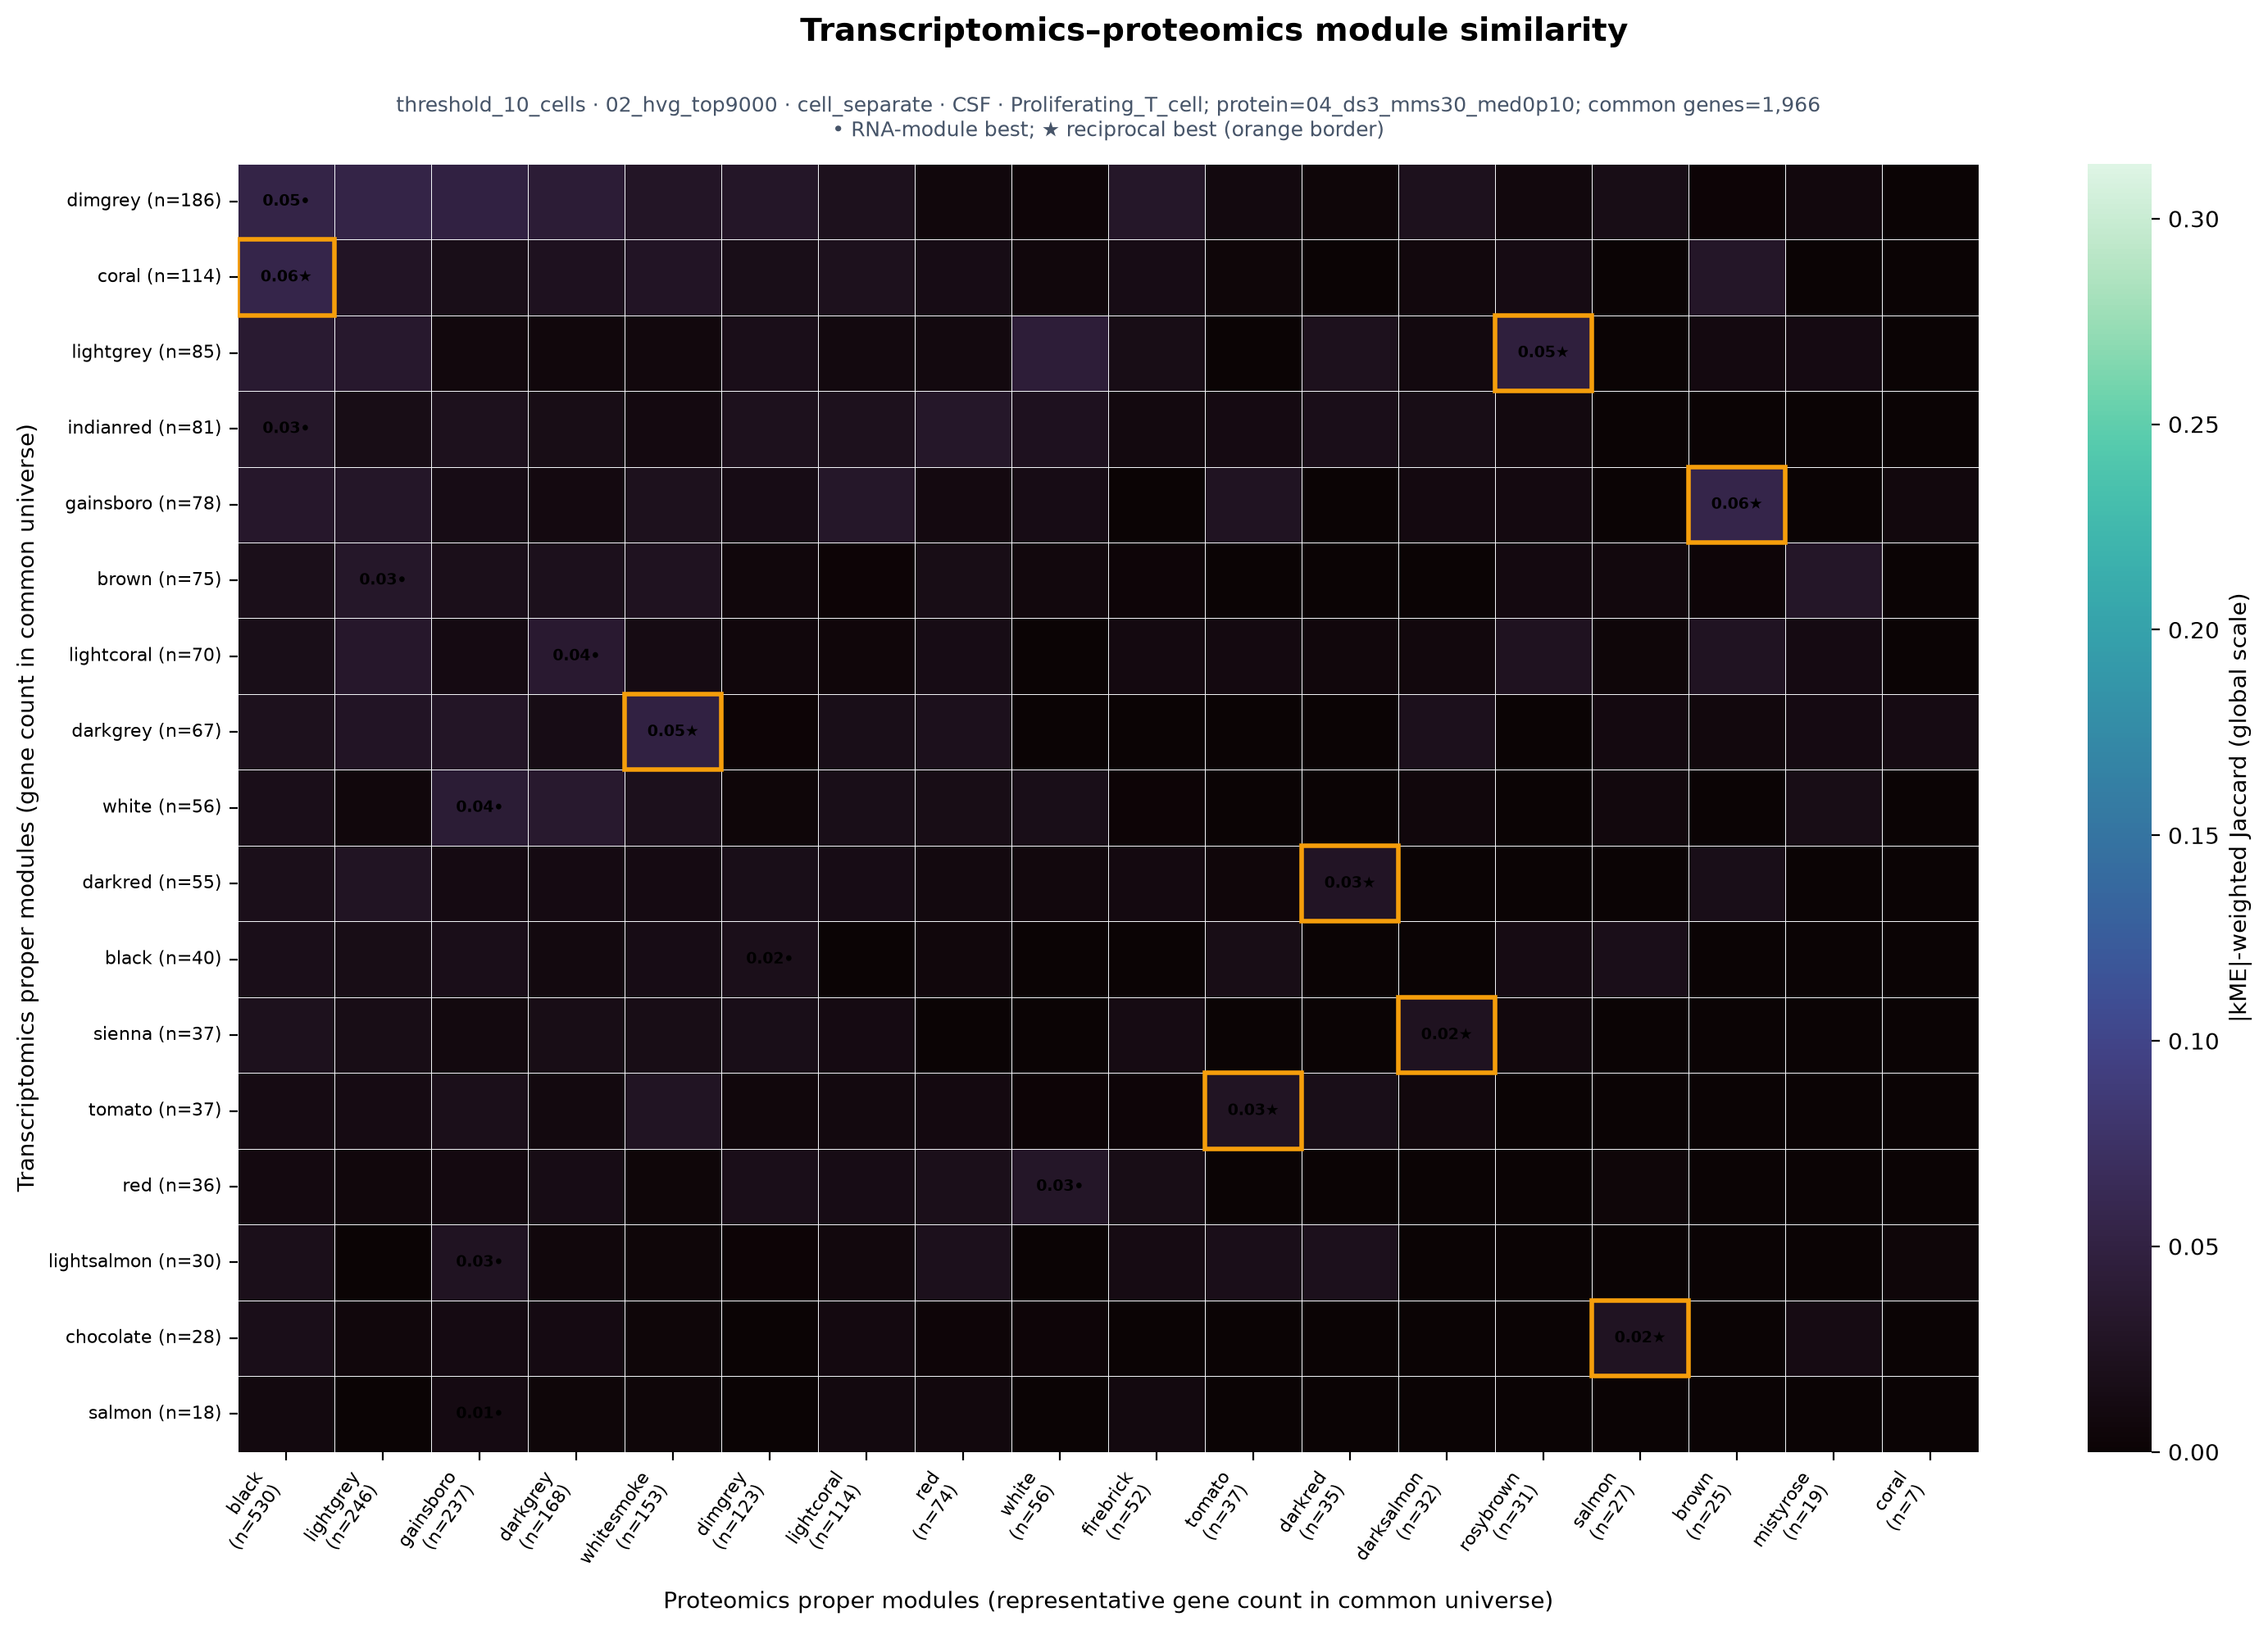 Transcriptomics–proteomics module similarity
threshold_10_cells · 02_hvg_top9000 · cell_separate · CSF · Proliferating_T_cell; protein=04_ds3_mms30_med0p10; common genes=1,966
• RNA-module best; ★ reciprocal best (orange border)
Transcriptomics proper modules (gene count in common universe)
dimgrey (n=186)
0.05•
coral (n=114)
0.06★
lightgrey (n=85)
0.05★
indianred (n=81)
0.03•
gainsboro (n=78)
0.06★
brown (n=75)
0.03•
lightcoral (n=70)
0.04•
darkgrey (n=67)
0.05★
white (n=56)
0.04•
darkred (n=55)
0.03★
black (n=40)
0.02•
sienna (n=37)
0.02★
tomato (n=37)
0.03★
red (n=36)
0.03•
lightsalmon (n=30)
0.03•
chocolate (n=28)
0.02★
salmon (n=18)
0.01•
black
(n=530)
lightgrey
(n=246)
gainsboro
(n=237)
darkgrey
(n=168)
whitesmoke
(n=153)
dimgrey
(n=123)
lightcoral
(n=114)
red
(n=74)
white
(n=56)
firebrick
(n=52)
tomato
(n=37)
darkred
(n=35)
darksalmon
(n=32)
rosybrown
(n=31)
salmon
(n=27)
brown
(n=25)
mistyrose
(n=19)
coral
(n=7)
Proteomics proper modules (representative gene count in common universe)
0.30
0.25
0.20
0.15
0.10
0.05
0.00
|kME|-weighted Jaccard (global scale)